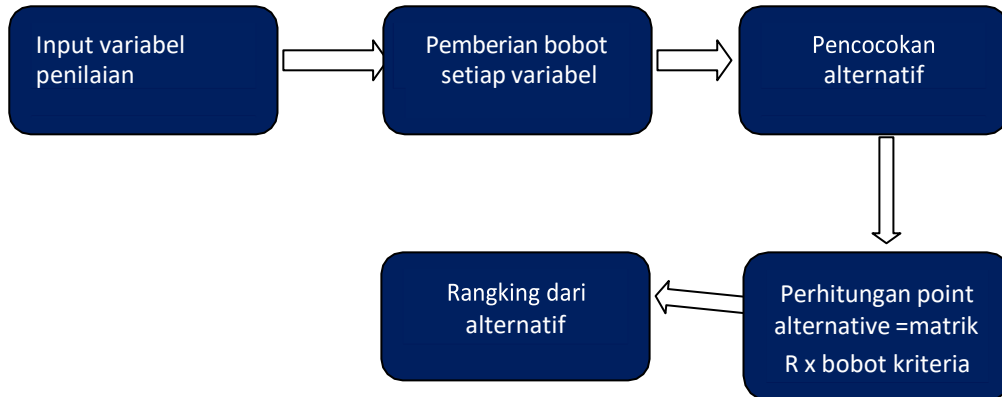 Input variabel
penilaian
Pemberian bobot
setiap variabel
Pencocokan
alternatif
Perhitungan point
alternative =matrik
R x bobot kriteria
Rangking dari
alternatif